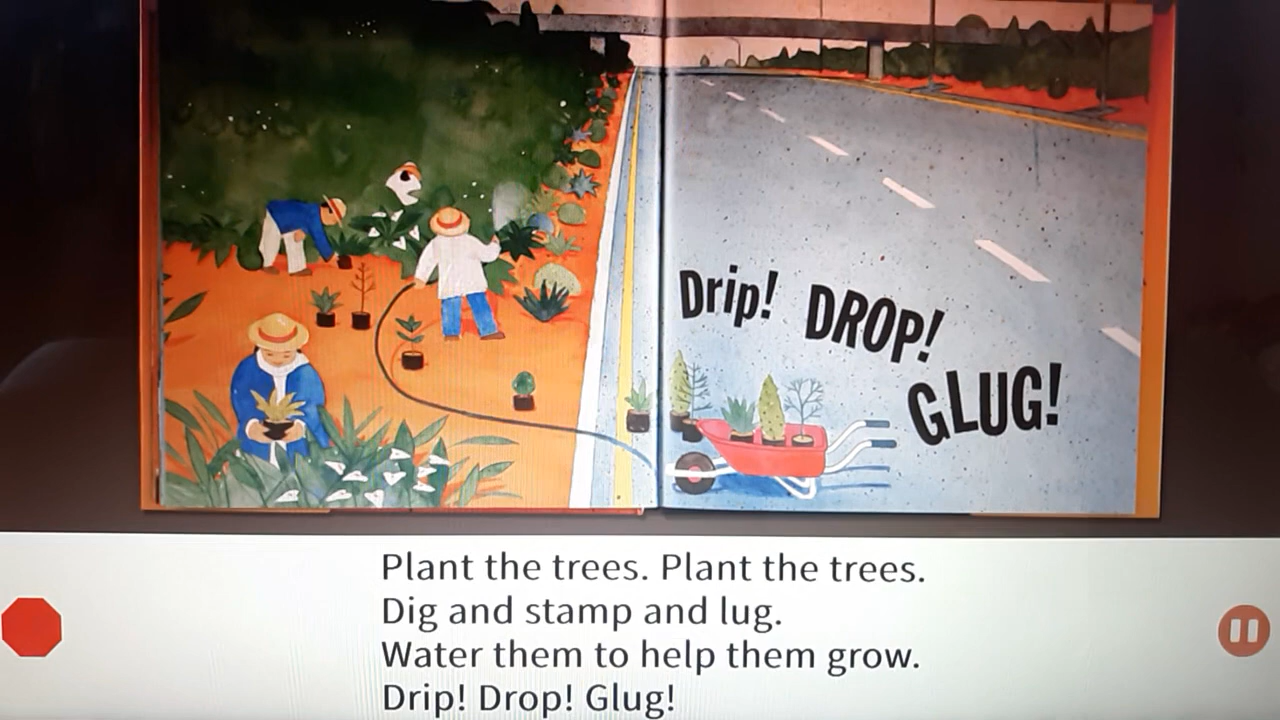 Drip! DROP!
GLUG!
Plant the trees. Plant the trees.
Dig and stamp and lug.
Water them to help them grow.
Drip! Drop! Glug!